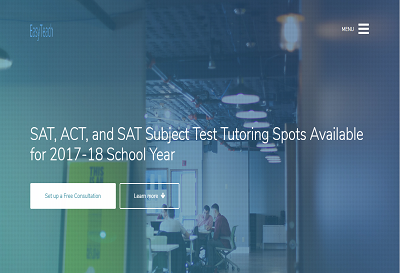 EasyTeach
MENU
SAT, ACT, and SAT Subject Test Tutoring Spots Available
for 2017-18 School Year
Set up a Free Consultation
Learn more